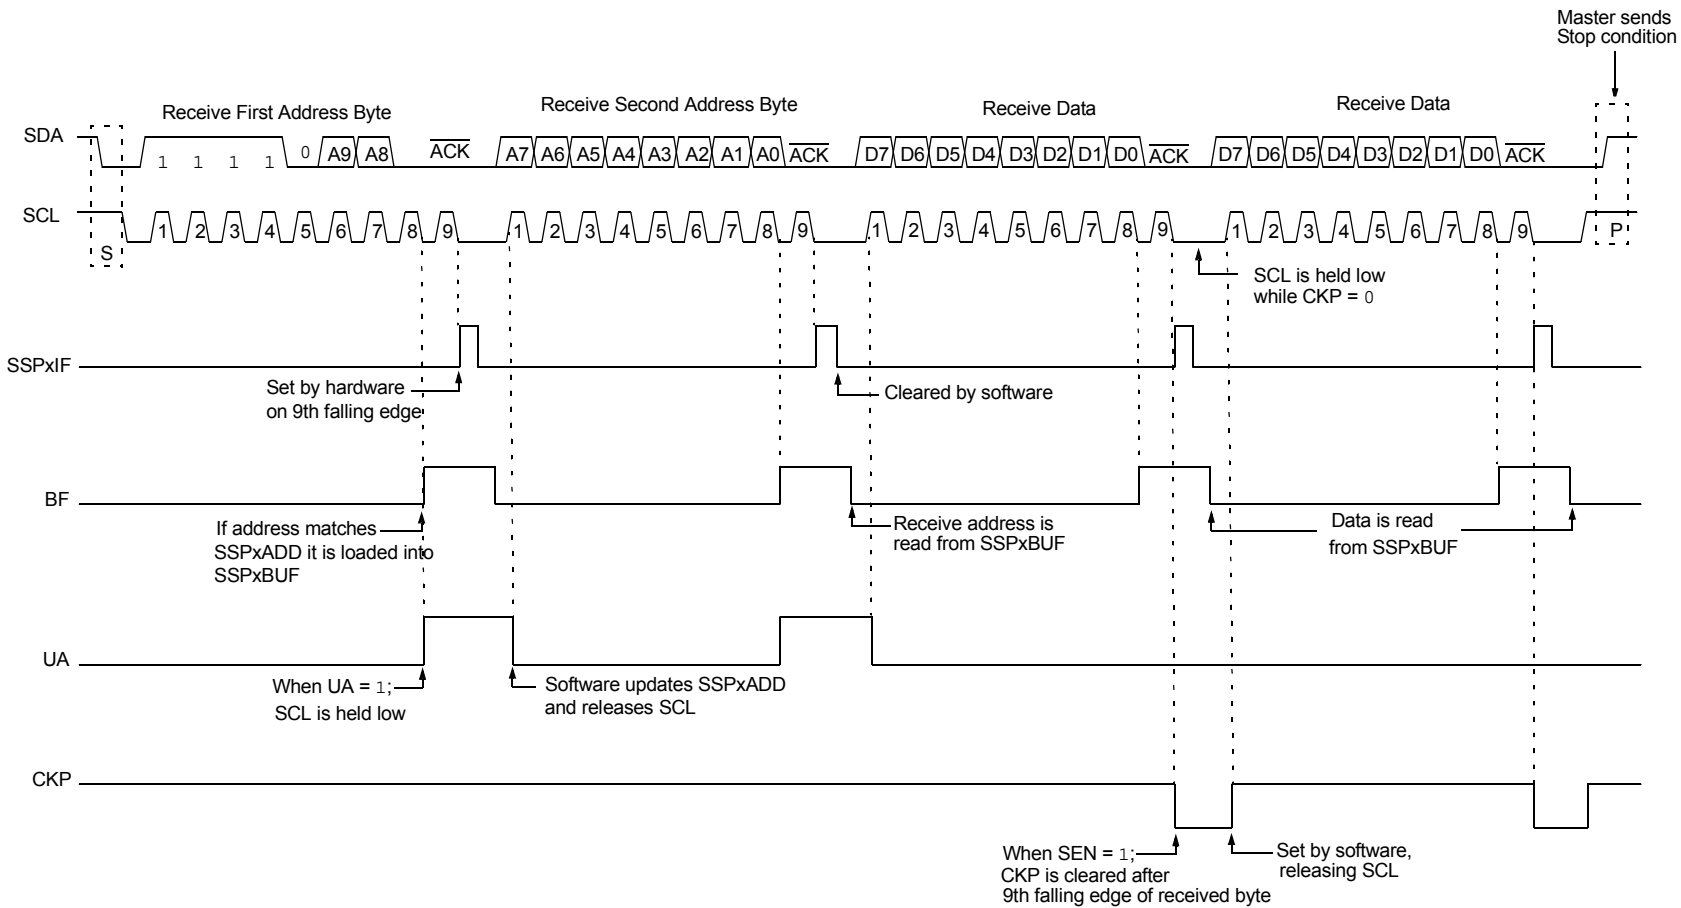 Master sends
Stop condition
Receive First Address Byte
Receive Second Address Byte
Receive Data
Receive Data
SDA
1 1 1 1 0 A9 A8 ACK A7 A6 A5 A4 A3 A2 A1 A0 ACK D7 D6 D5 D4 D3 D2 D1 D0 ACK D7 D6 D5 D4 D3 D2 D1 D0 ACK
SCL
S 1 2 3 4 5 6 7 8 9 1 2 3 4 5 6 7 8 9 1 2 3 4 5 6 7 8 9 1 2 3 4 5 6 7 8 9 P
SCL is held low
while CKP = 0
SSPxIF
Set by hardware
on 9th falling edge
Cleared by software
BF
If address matches
SSPxADD it is loaded into
SSPxBUF
Receive address is
read from SSPxBUF
Data is read
from SSPxBUF
UA
When UA = 1;
SCL is held low
Software updates SSPxADD
and releases SCL
CKP
When SEN = 1;
CKP is cleared after
9th falling edge of received byte
Set by software,
releasing SCL